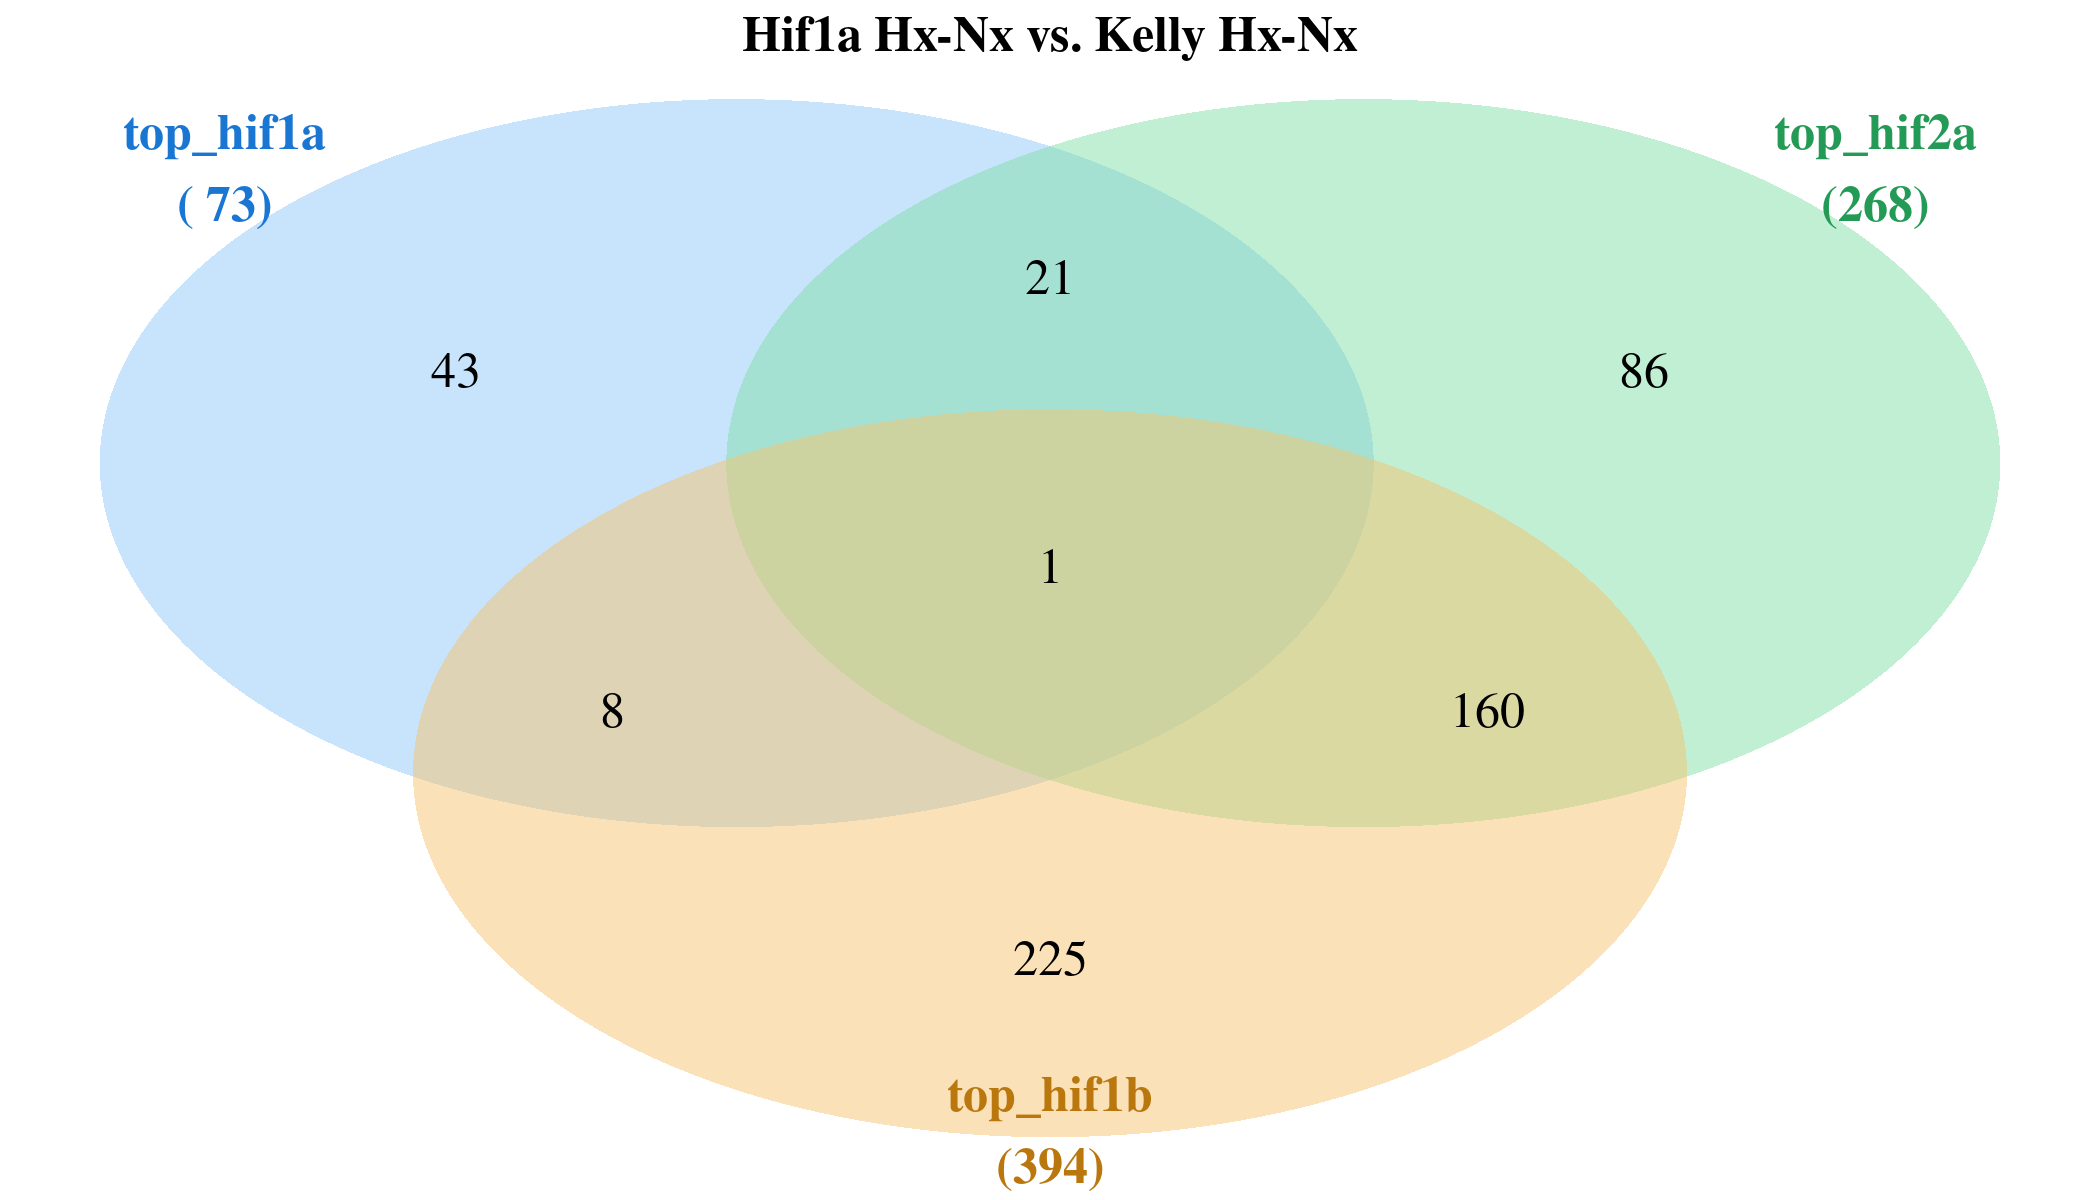 Hif1a Hx-Nx vs. Kelly Hx-Nx
top_hif1a
( 73)
top_hif2a
(268)
21
43
86
1
8
160
225
top_hif1b
(394)